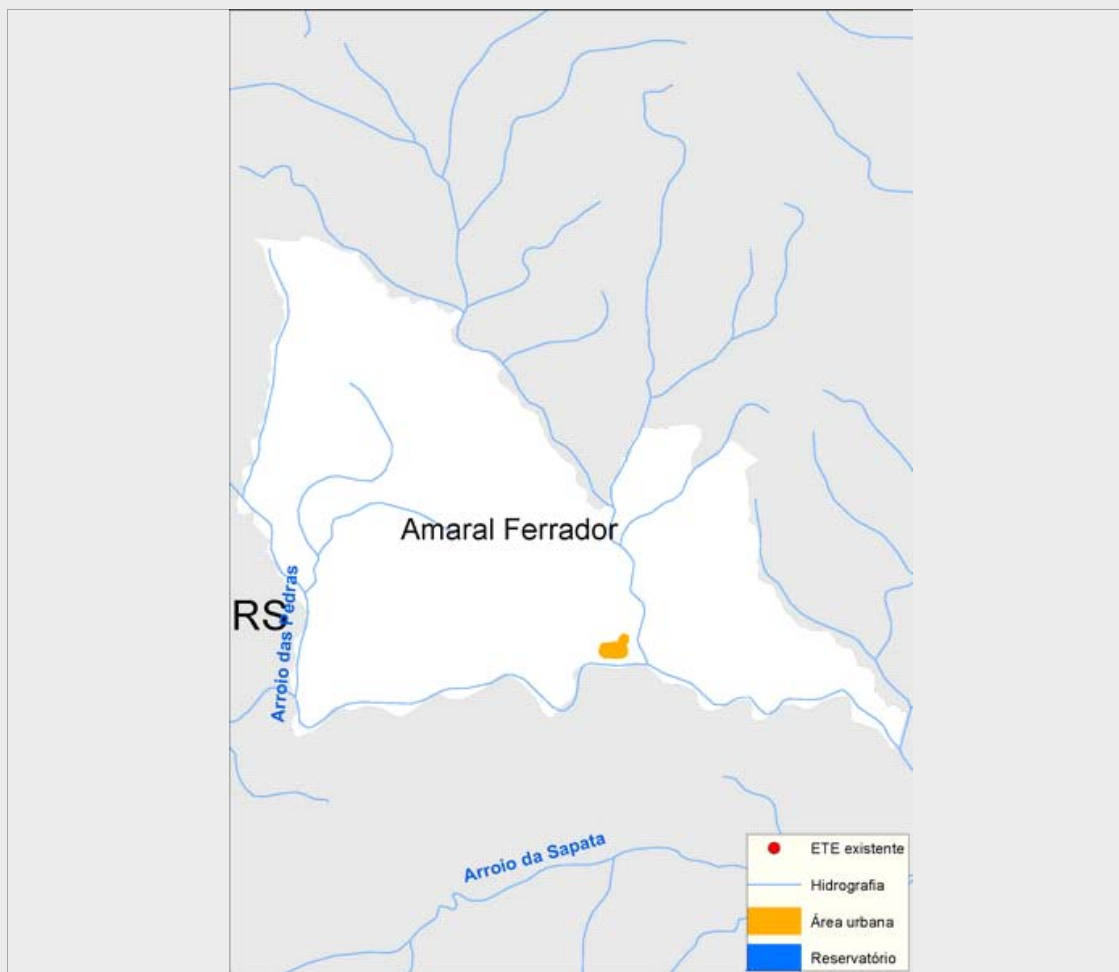 Amaral Ferrador
RS
Arroio das Pedras
Arroio da Sapata
ETE existente
Hidrografia
Área urbana
Reservatório